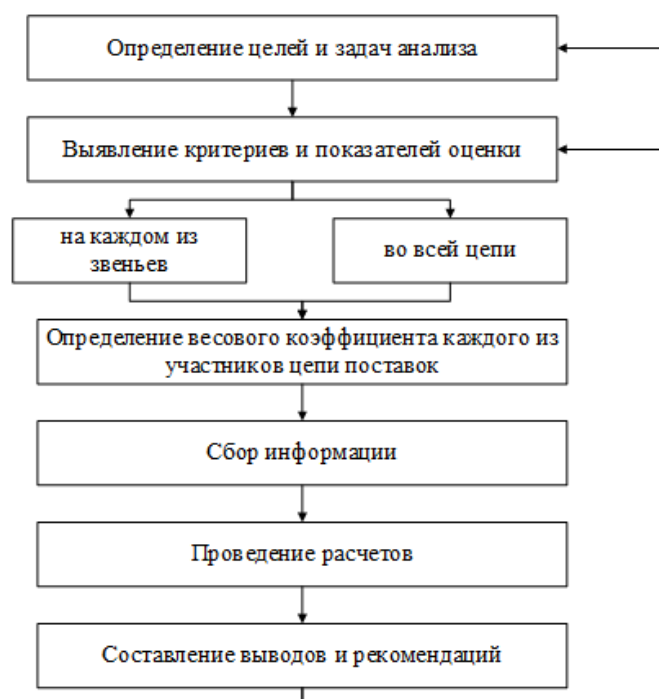 Определение целей и задач анализа
Выявление критериев и показателей оценки
на каждом из
звеньев
во всей цепи
Определение весового коэффициента каждого из
участников цепи поставок
Сбор информации
Проведение расчетов
Составление выводов и рекомендаций